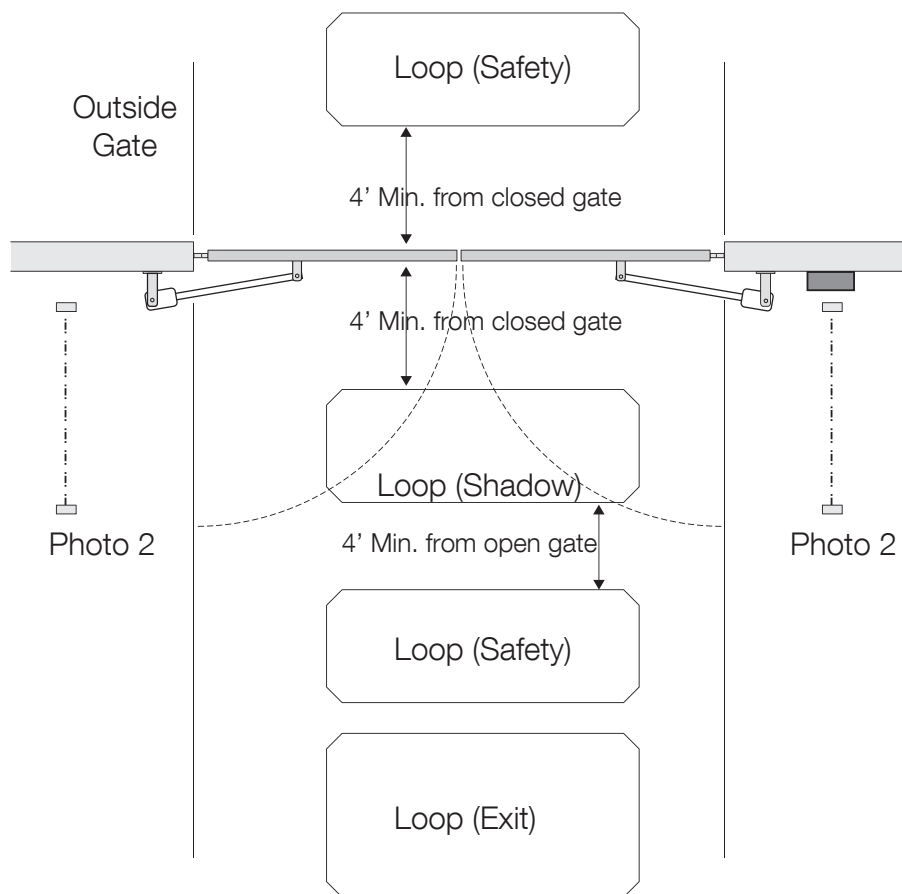 Loop (Safety)
Outside
Gate
4’ Min. from closed gate
4’ Min. from closed gate
Loop (Shadow)
Photo 2
4’ Min. from open gate
Photo 2
Loop (Safety)
Loop (Exit)